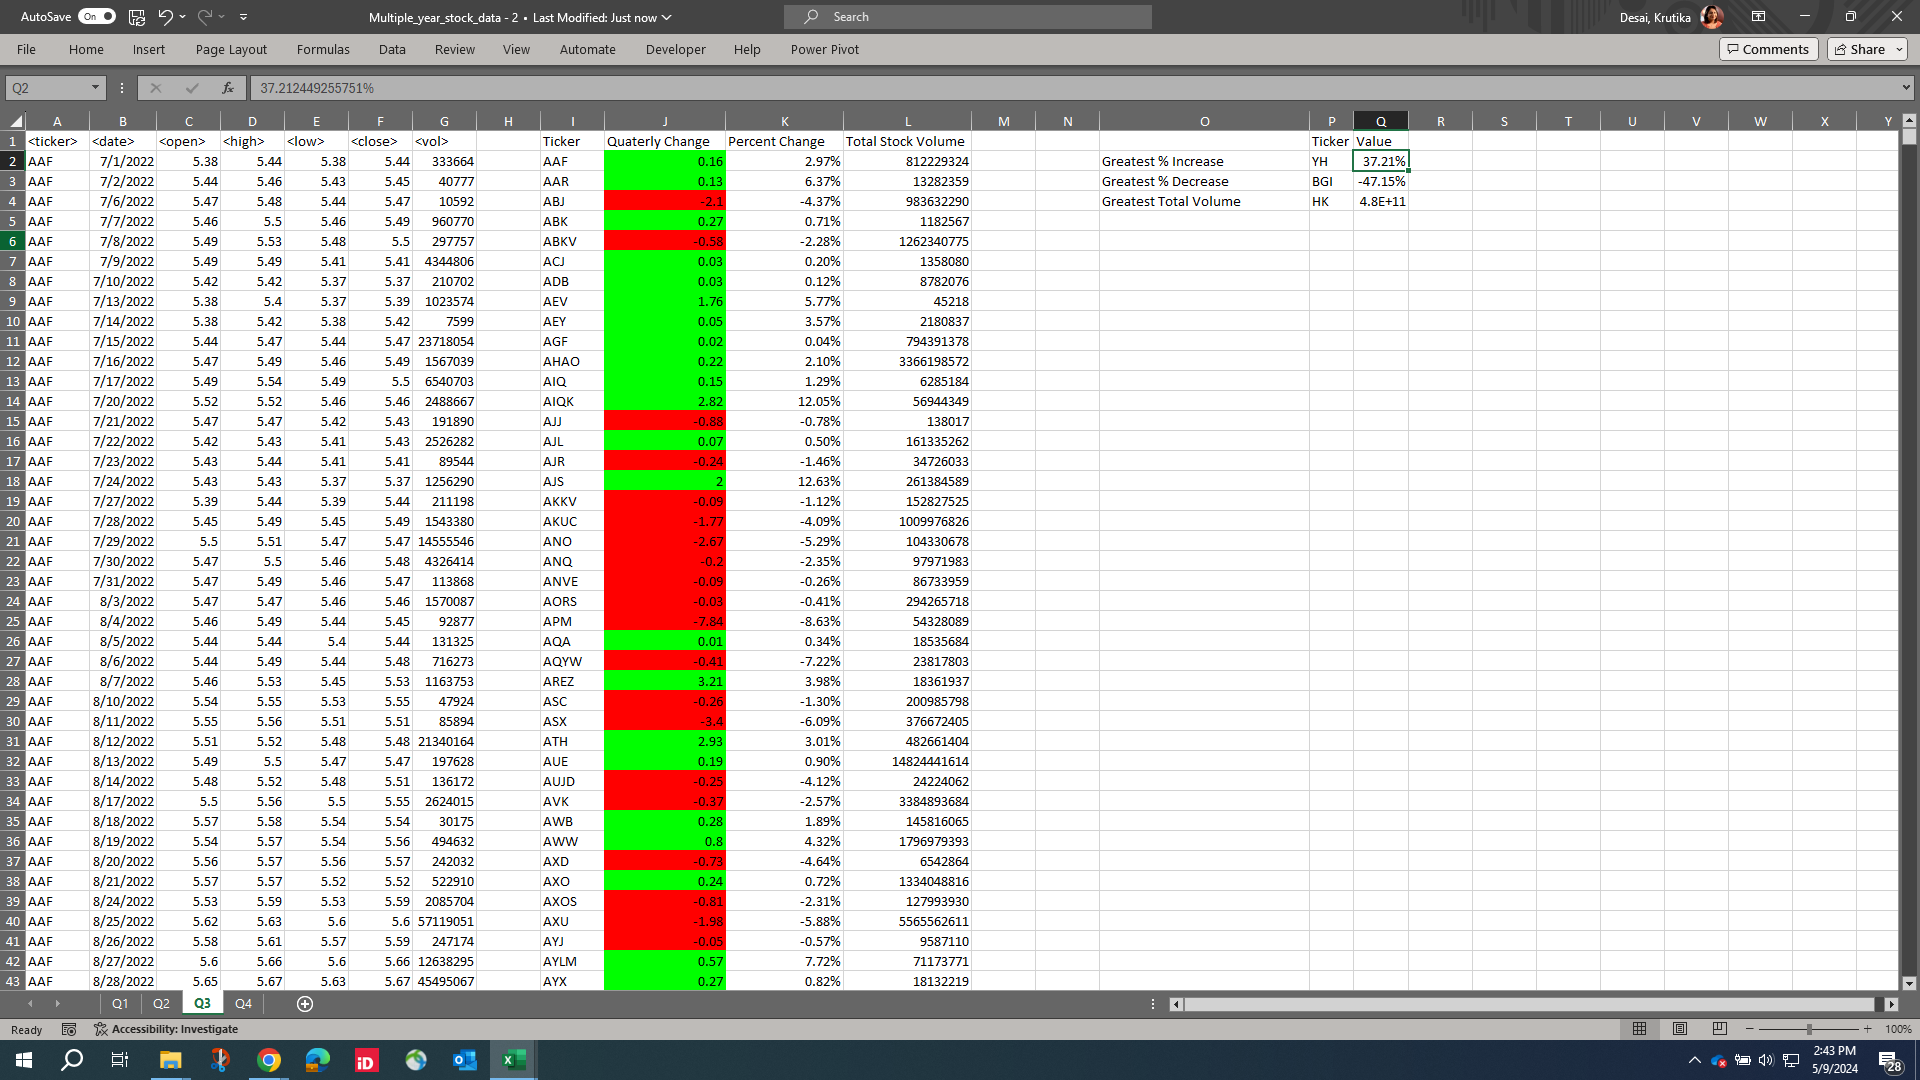 AutoSave On Multiple_year_stock_data - 2 • Last Modified: Just now Search Desai, Krutika
File Home Insert Page Layout Formulas Data Review View Automate Developer Help Power Pivot Comments Share
Q2 fx 37.212449255751%
A B C D E F G H I J K L M N O P Q R S T U V W X Y
1 <ticker> <date> <open> <high> <low> <close> <vol> Ticker Quaterly Change Percent Change Total Stock Volume Ticker Value
2 AAF 7/1/2022 5.38 5.44 5.38 5.44 333664 AAF 0.16 2.97% 812229324 Greatest % Increase YH 37.21%
3 AAF 7/2/2022 5.44 5.46 5.43 5.45 40777 AAR 0.13 6.37% 13282359 Greatest % Decrease BGI -47.15%
4 AAF 7/6/2022 5.47 5.48 5.44 5.47 10592 ABJ -2.1 -4.37% 983632290 Greatest Total Volume HK 4.8E+11
5 AAF 7/7/2022 5.46 5.5 5.46 5.49 960770 ABK 0.27 0.71% 1182567
6 AAF 7/8/2022 5.49 5.53 5.48 5.5 297757 ABKV -0.58 -2.28% 1262340775
7 AAF 7/9/2022 5.49 5.49 5.41 5.41 4344806 ACJ 0.03 0.20% 1358080
8 AAF 7/10/2022 5.42 5.42 5.37 5.37 210702 ADB 0.03 0.12% 8782076
9 AAF 7/13/2022 5.38 5.4 5.37 5.39 1023574 AEV 1.76 5.77% 45218
10 AAF 7/14/2022 5.38 5.42 5.38 5.42 7599 AEY 0.05 3.57% 2180837
11 AAF 7/15/2022 5.44 5.47 5.44 5.47 23718054 AGF 0.02 0.04% 794391378
12 AAF 7/16/2022 5.47 5.49 5.46 5.49 1567039 AHAO 0.22 2.10% 3366198572
13 AAF 7/17/2022 5.49 5.54 5.49 5.5 6540703 AIQ 0.15 1.29% 6285184
14 AAF 7/20/2022 5.52 5.52 5.46 5.46 2488667 AIQK 2.82 12.05% 56944349
15 AAF 7/21/2022 5.47 5.47 5.42 5.43 191890 AJJ -0.88 -0.78% 138017
16 AAF 7/22/2022 5.42 5.43 5.41 5.43 2526282 AJL 0.07 0.50% 161335262
17 AAF 7/23/2022 5.43 5.44 5.41 5.41 89544 AJR -0.24 -1.46% 34726033
18 AAF 7/24/2022 5.43 5.43 5.37 5.37 1256290 AJS 2 12.63% 261384589
19 AAF 7/27/2022 5.39 5.44 5.39 5.44 211198 AKKV -0.09 -1.12% 152827525
20 AAF 7/28/2022 5.45 5.49 5.45 5.49 1543380 AKUC -1.77 -4.09% 1009976826
21 AAF 7/29/2022 5.5 5.51 5.47 5.47 14555546 ANO -2.67 -5.29% 104330678
22 AAF 7/30/2022 5.47 5.5 5.46 5.48 4326414 ANQ -0.2 -2.35% 97971983
23 AAF 7/31/2022 5.47 5.49 5.46 5.47 113868 ANVE -0.09 -0.26% 86733959
24 AAF 8/3/2022 5.47 5.47 5.46 5.46 1570087 AORS -0.03 -0.41% 294265718
25 AAF 8/4/2022 5.46 5.49 5.44 5.45 92877 APM -7.84 -8.63% 54328089
26 AAF 8/5/2022 5.44 5.44 5.4 5.44 131325 AQA 0.01 0.34% 18535684
27 AAF 8/6/2022 5.44 5.49 5.44 5.48 716273 AQYW -0.41 -7.22% 23817803
28 AAF 8/7/2022 5.46 5.53 5.45 5.53 1163753 AREZ 3.21 3.98% 18361937
29 AAF 8/10/2022 5.54 5.55 5.53 5.55 47924 ASC -0.26 -1.30% 200985798
30 AAF 8/11/2022 5.55 5.56 5.51 5.51 85894 ASX -3.4 -6.09% 376672405
31 AAF 8/12/2022 5.51 5.52 5.48 5.48 21340164 ATH 2.93 3.01% 482661404
32 AAF 8/13/2022 5.49 5.5 5.47 5.47 197628 AUE 0.19 0.90% 14824441614
33 AAF 8/14/2022 5.48 5.52 5.48 5.51 136172 AUJD -0.25 -4.12% 24224062
34 AAF 8/17/2022 5.5 5.56 5.5 5.55 2624015 AVK -0.37 -2.57% 3384893684
35 AAF 8/18/2022 5.57 5.58 5.54 5.54 30175 AWB 0.28 1.89% 145816065
36 AAF 8/19/2022 5.54 5.57 5.54 5.56 494632 AWW 0.8 4.32% 1796979393
37 AAF 8/20/2022 5.56 5.57 5.56 5.57 242032 AXD -0.73 -4.64% 6542864
38 AAF 8/21/2022 5.57 5.57 5.52 5.52 522910 AXO 0.24 0.72% 1334048816
39 AAF 8/24/2022 5.53 5.59 5.53 5.59 2085704 AXOS -0.81 -2.31% 127993930
40 AAF 8/25/2022 5.62 5.63 5.6 5.6 57119051 AXU -1.98 -5.88% 5565562611
41 AAF 8/26/2022 5.58 5.61 5.57 5.59 247174 AYJ -0.05 -0.57% 9587110
42 AAF 8/27/2022 5.6 5.66 5.6 5.66 12638295 AYLM 0.57 7.72% 71173771
43 AAF 8/28/2022 5.65 5.67 5.63 5.67 45495067 AYX 0.27 0.82% 18132219
Q1 Q2 Q3 Q4
Ready Accessibility: Investigate 100%
iD 2:43 PM
5/9/2024 28